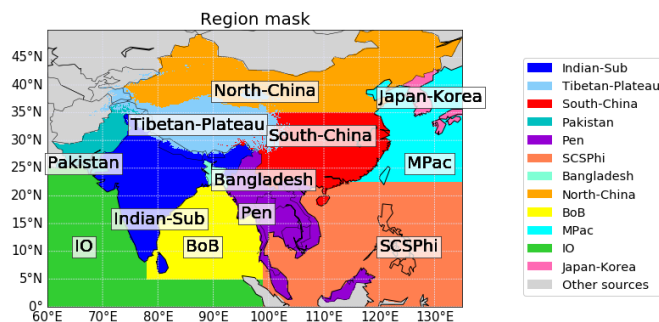 Region mask
45°N
40°N
35°N
30°N
25°N
20°N
15°N
10°N
5°N
0°
60°E
70°E
80°E
90°E
100°E
110°E
120°E
130°E
North-China
Japan-Korea
Tibetan-Plateau
South-China
Pakistan
MPac
Bangladesh
Indian-Sub
Pen
IO
BoB
SCSPhi
Indian-Sub
Tibetan-Plateau
South-China
Pakistan
Pen
SCSPhi
Bangladesh
North-China
BoB
MPac
IO
Japan-Korea
Other sources